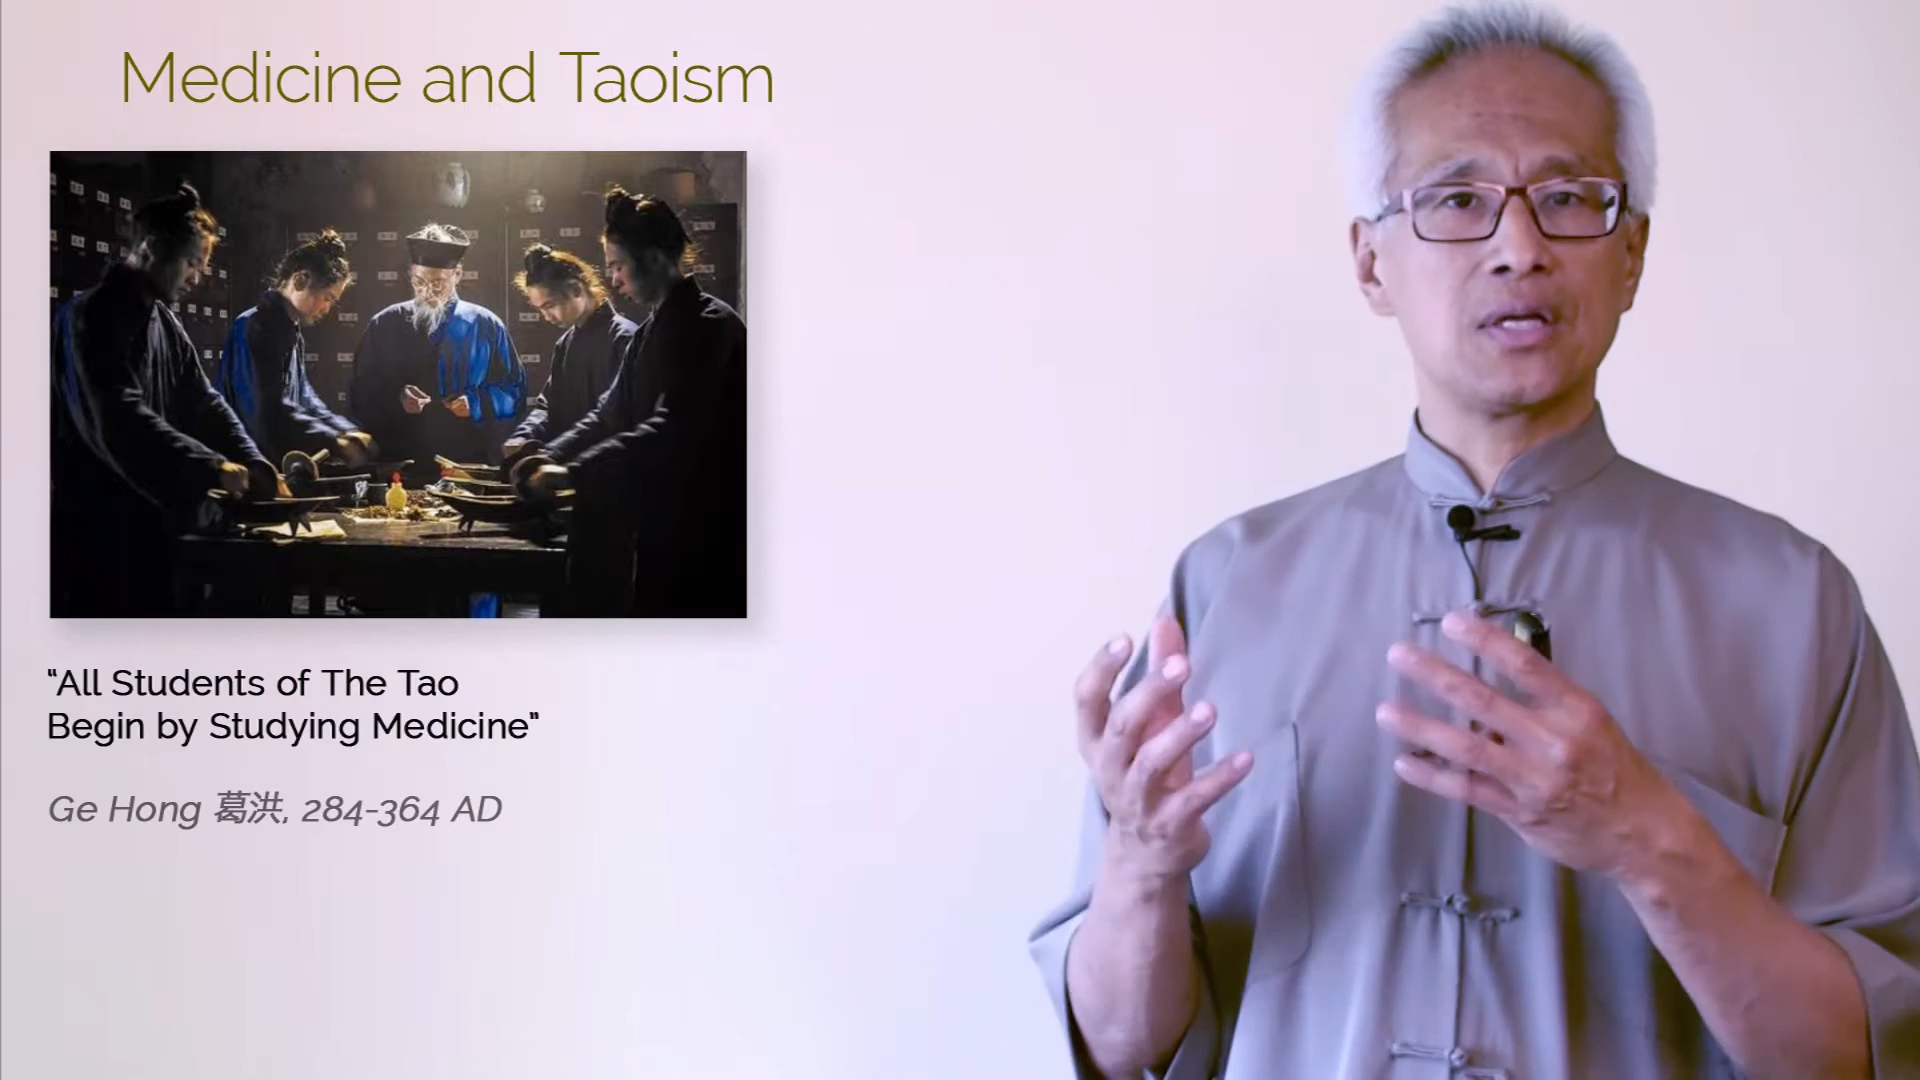 Medicine and Taoism
“All Students of The Tao
Begin by Studying Medicine”
Ge Hong 葛洪, 284-364 AD